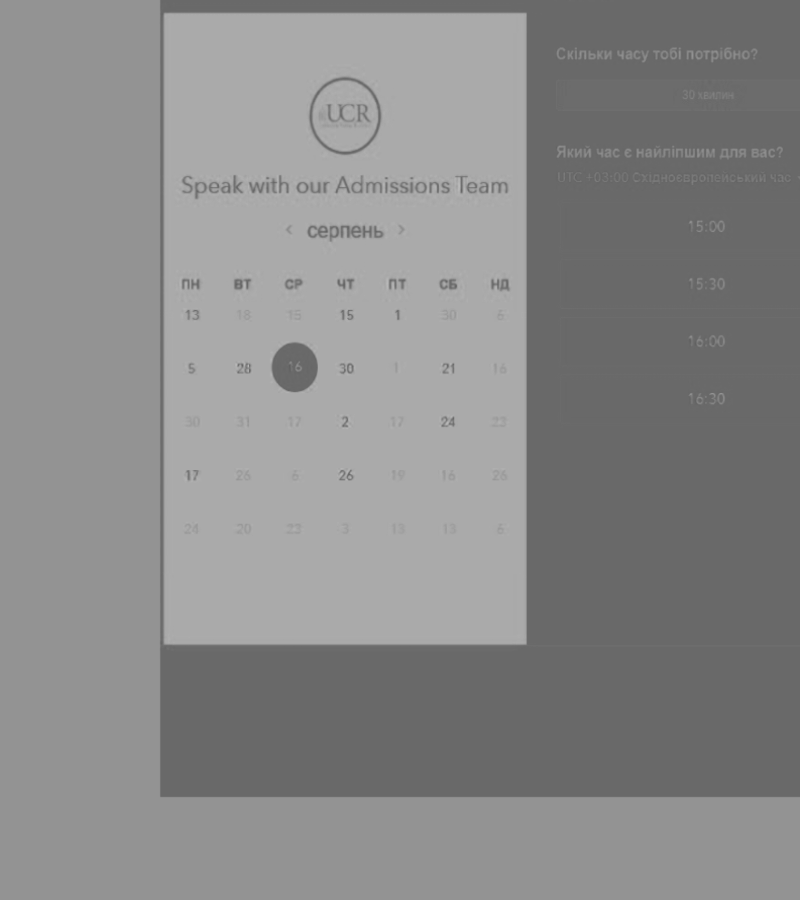 UCR
Speak with our Admissions Team
‹ серпень ›
ПН ВТ СР ЧТ ПТ СБ НД
13 18 15 15 1 30 6
5 28 16 30 1 21 16
30 31 17 2 17 24 23
17 26 6 26 19 16 26
24 20 23 3 13 13 6
Скільки часу тобі потрібно?
30 хвилин
Який час є найліпшим для вас?
UTC +03:00 Східноєвропейський час
15:00
15:30
16:00
16:30